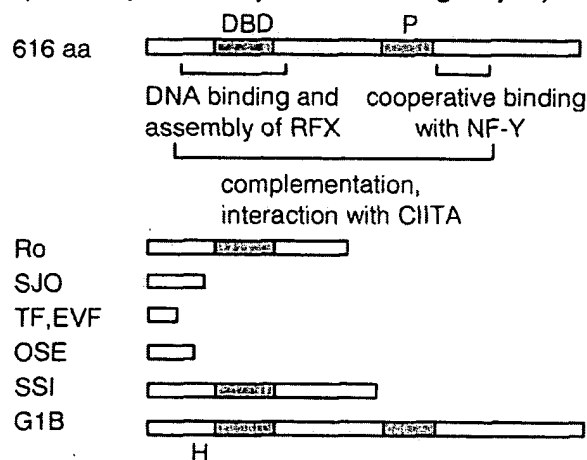 DBD P
616 aa
DNA binding and cooperative binding
assembly of RFX with NF-Y
complementation,
interaction with CIITA
Ro
SJO
TF,EVF
OSE
SSI
G1B
H